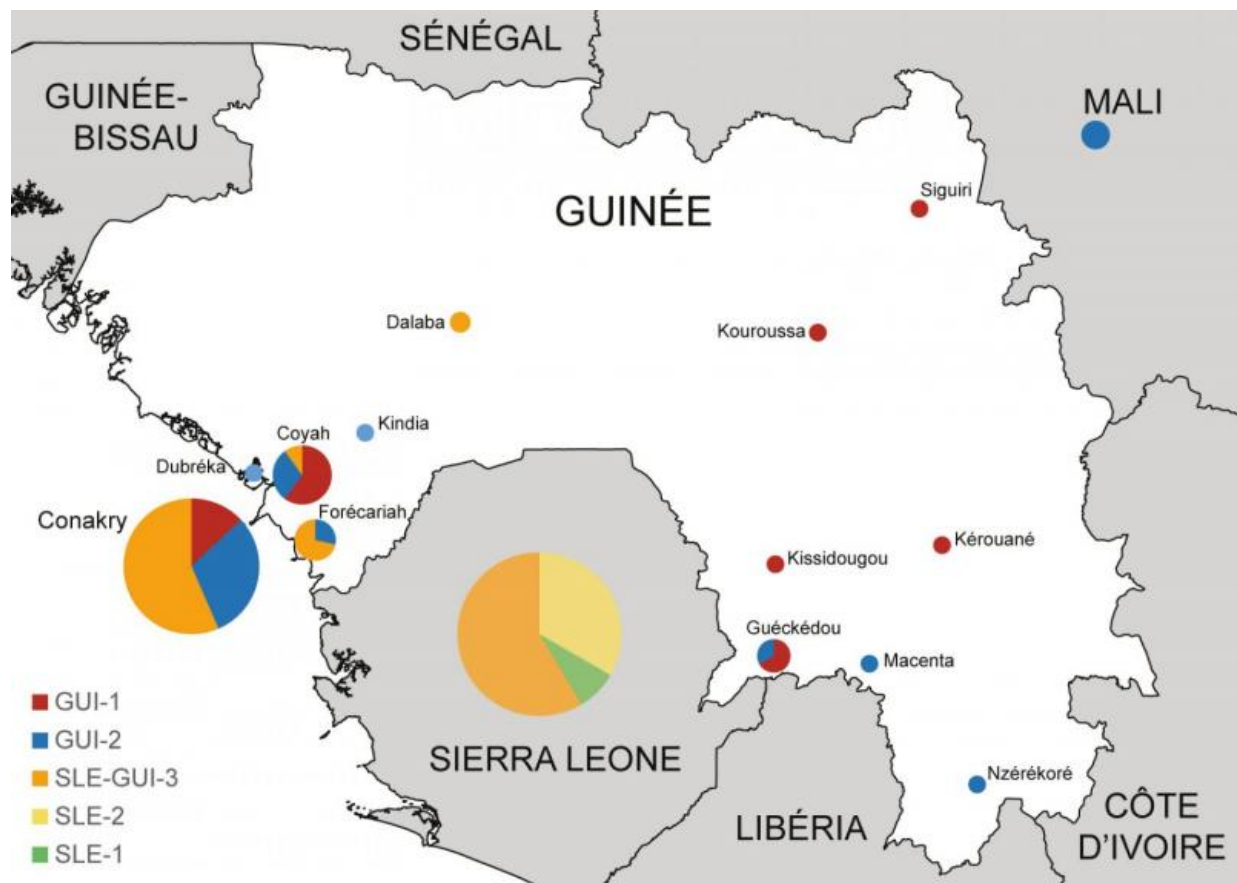 SÉNÉGAL
GUINÉE-
BISSAU
MALI
Siguiri
GUINÉE
Dalaba
Kouroussa
Kindia
Coyah
Dubréka
Conakry
Forécariah
Kérouané
Kissidougou
Guéckédou
Macenta
GUI-1
GUI-2
SLE-GUI-3
SLE-2
SLE-1
SIERRA LEONE
Nzérékoré
LIBÉRIA
CÔTE
D'IVOIRE